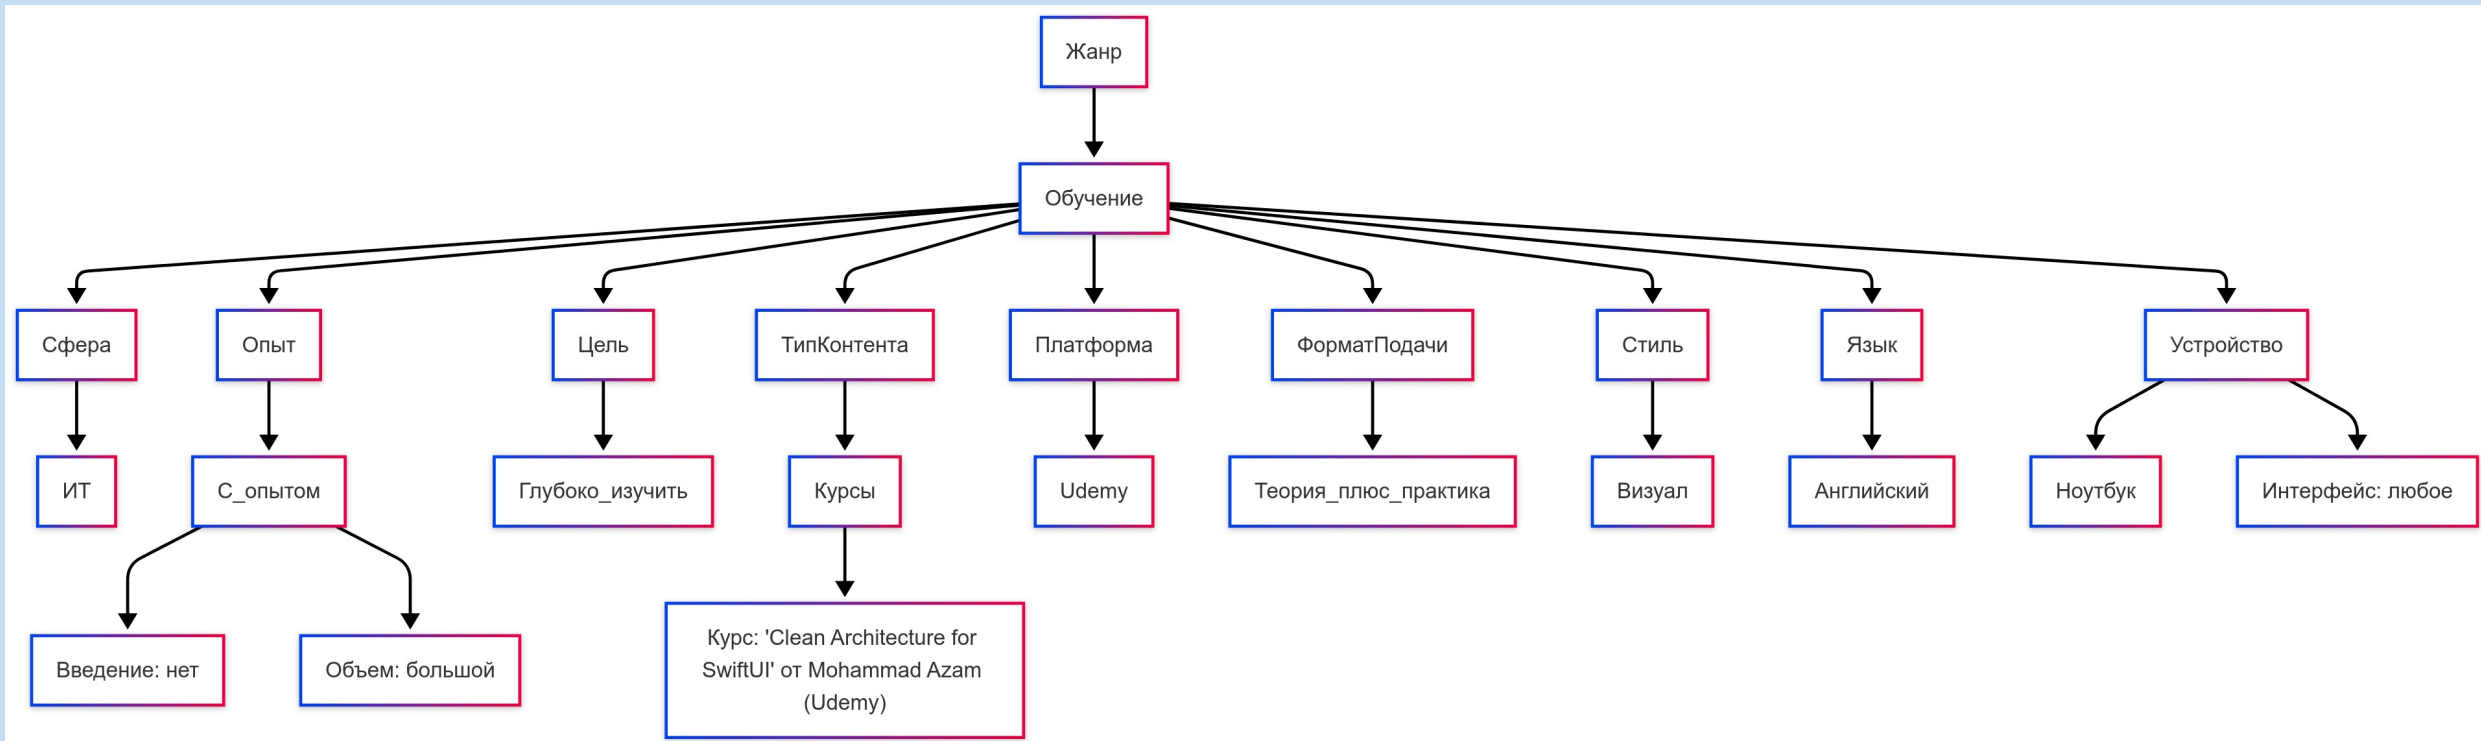 Жанр
Обучение
Сфера
Опыт
Цель
ТипКонтента
Платформа
ФорматПодачи
Стиль
Язык
Устройство
ИТ
С_опытом
Глубоко_изучить
Курсы
Udemy
Теория_плюс_практика
Визуал
Английский
Ноутбук
Интерфейс: любое
Введение: нет
Объем: большой
Курс: 'Clean Architecture for
SwiftUI' от Mohammad Azam
(Udemy)